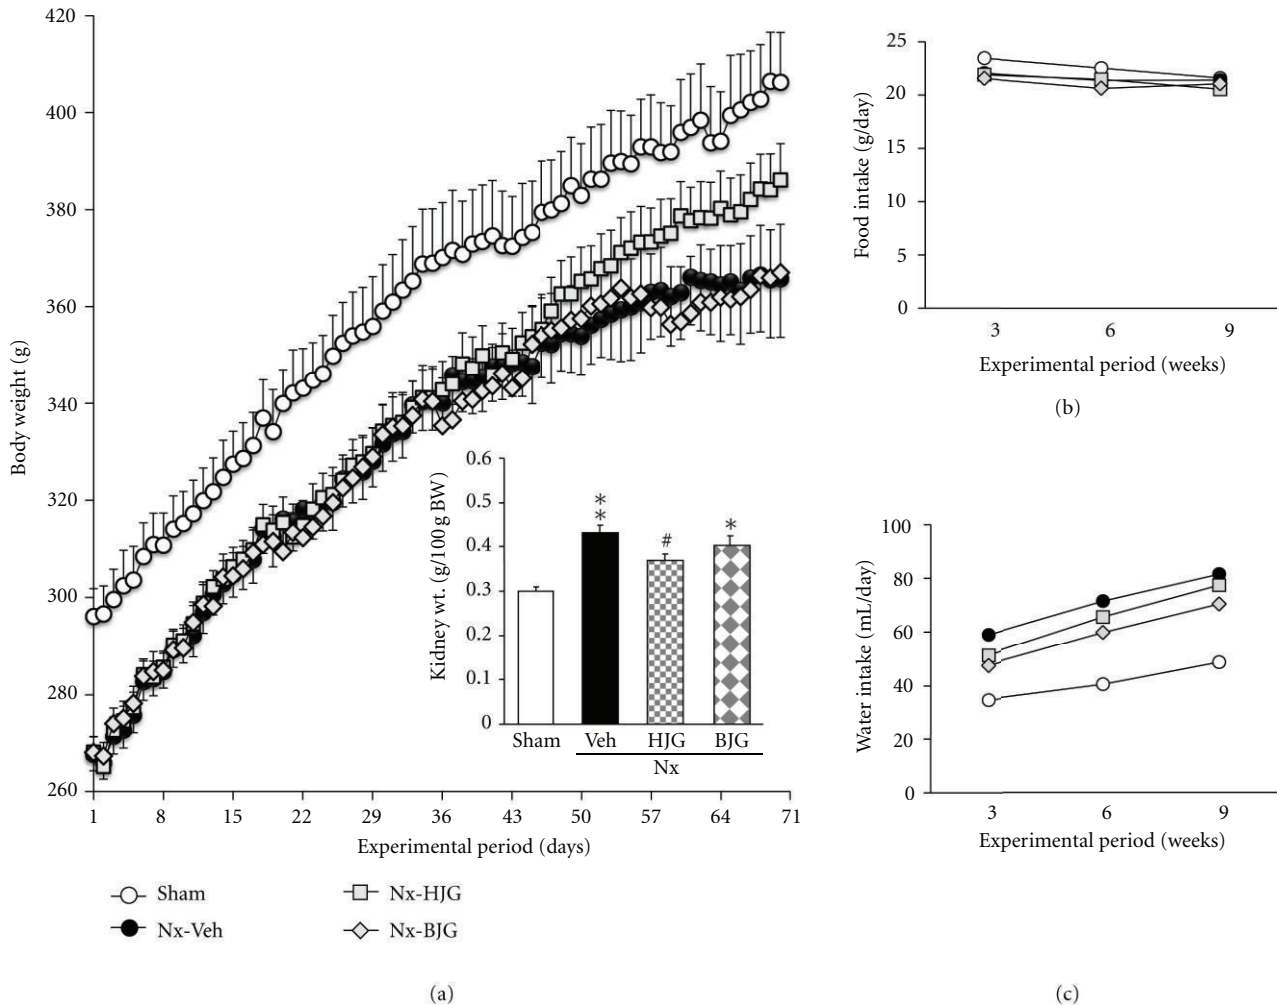 420
400
380
360
340
320
300
280
260
Body weight (g)
1 8 15 22 29 36 43 50 57 64 71
Experimental period (days)
0.6
0.5
0.4
0.3
0.2
0.1
0
Kidney wt. (g/100 g BW)
*
*
#
*
Sham Veh HJG BJG
Nx
Sham
Nx-Veh
Nx-HJG
Nx-BJG
(a)
25
20
15
10
5
0
Food intake (g/day)
3 6 9
Experimental period (weeks)
(b)
100
80
60
40
20
0
Water intake (mL/day)
3 6 9
Experimental period (weeks)
(c)